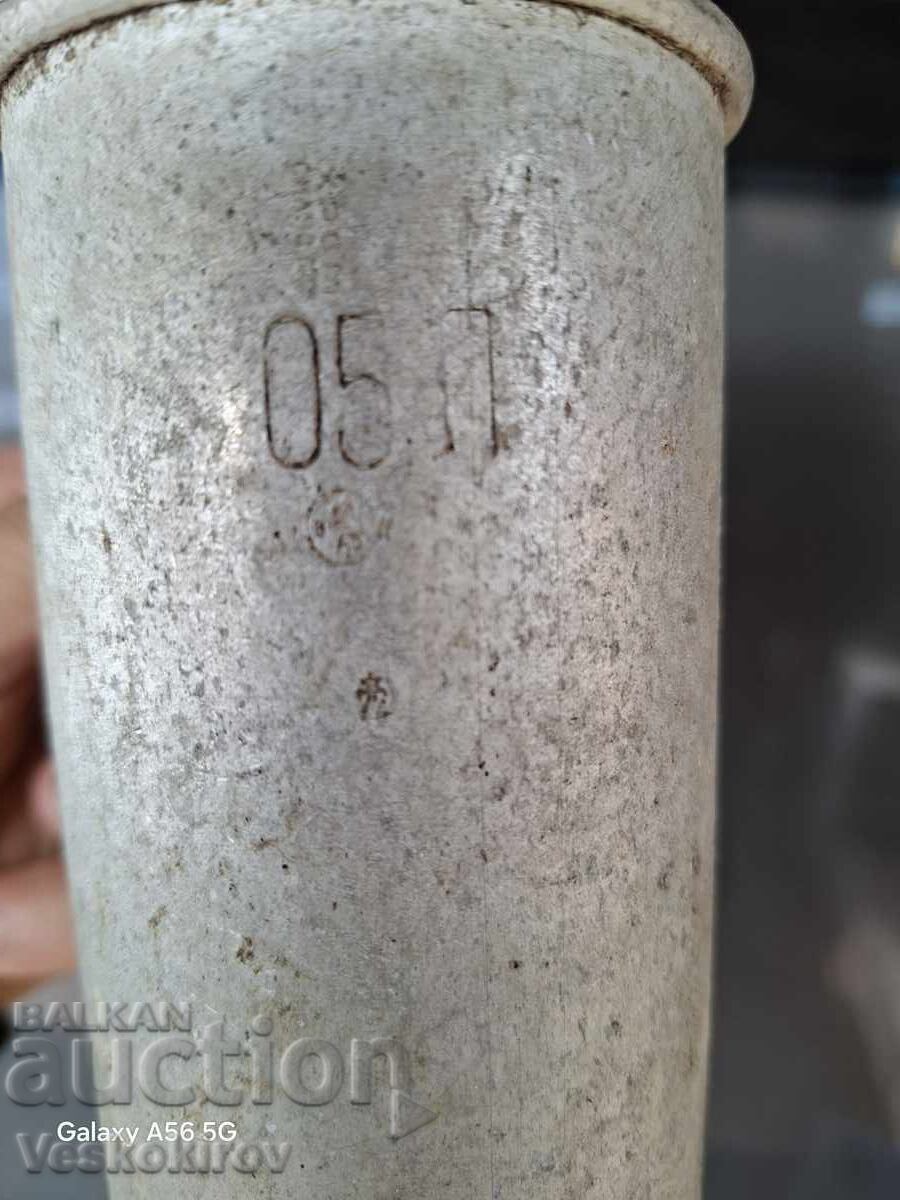 05 Л
BALKAN
auction
Galaxy A56 5G
Veskokirov